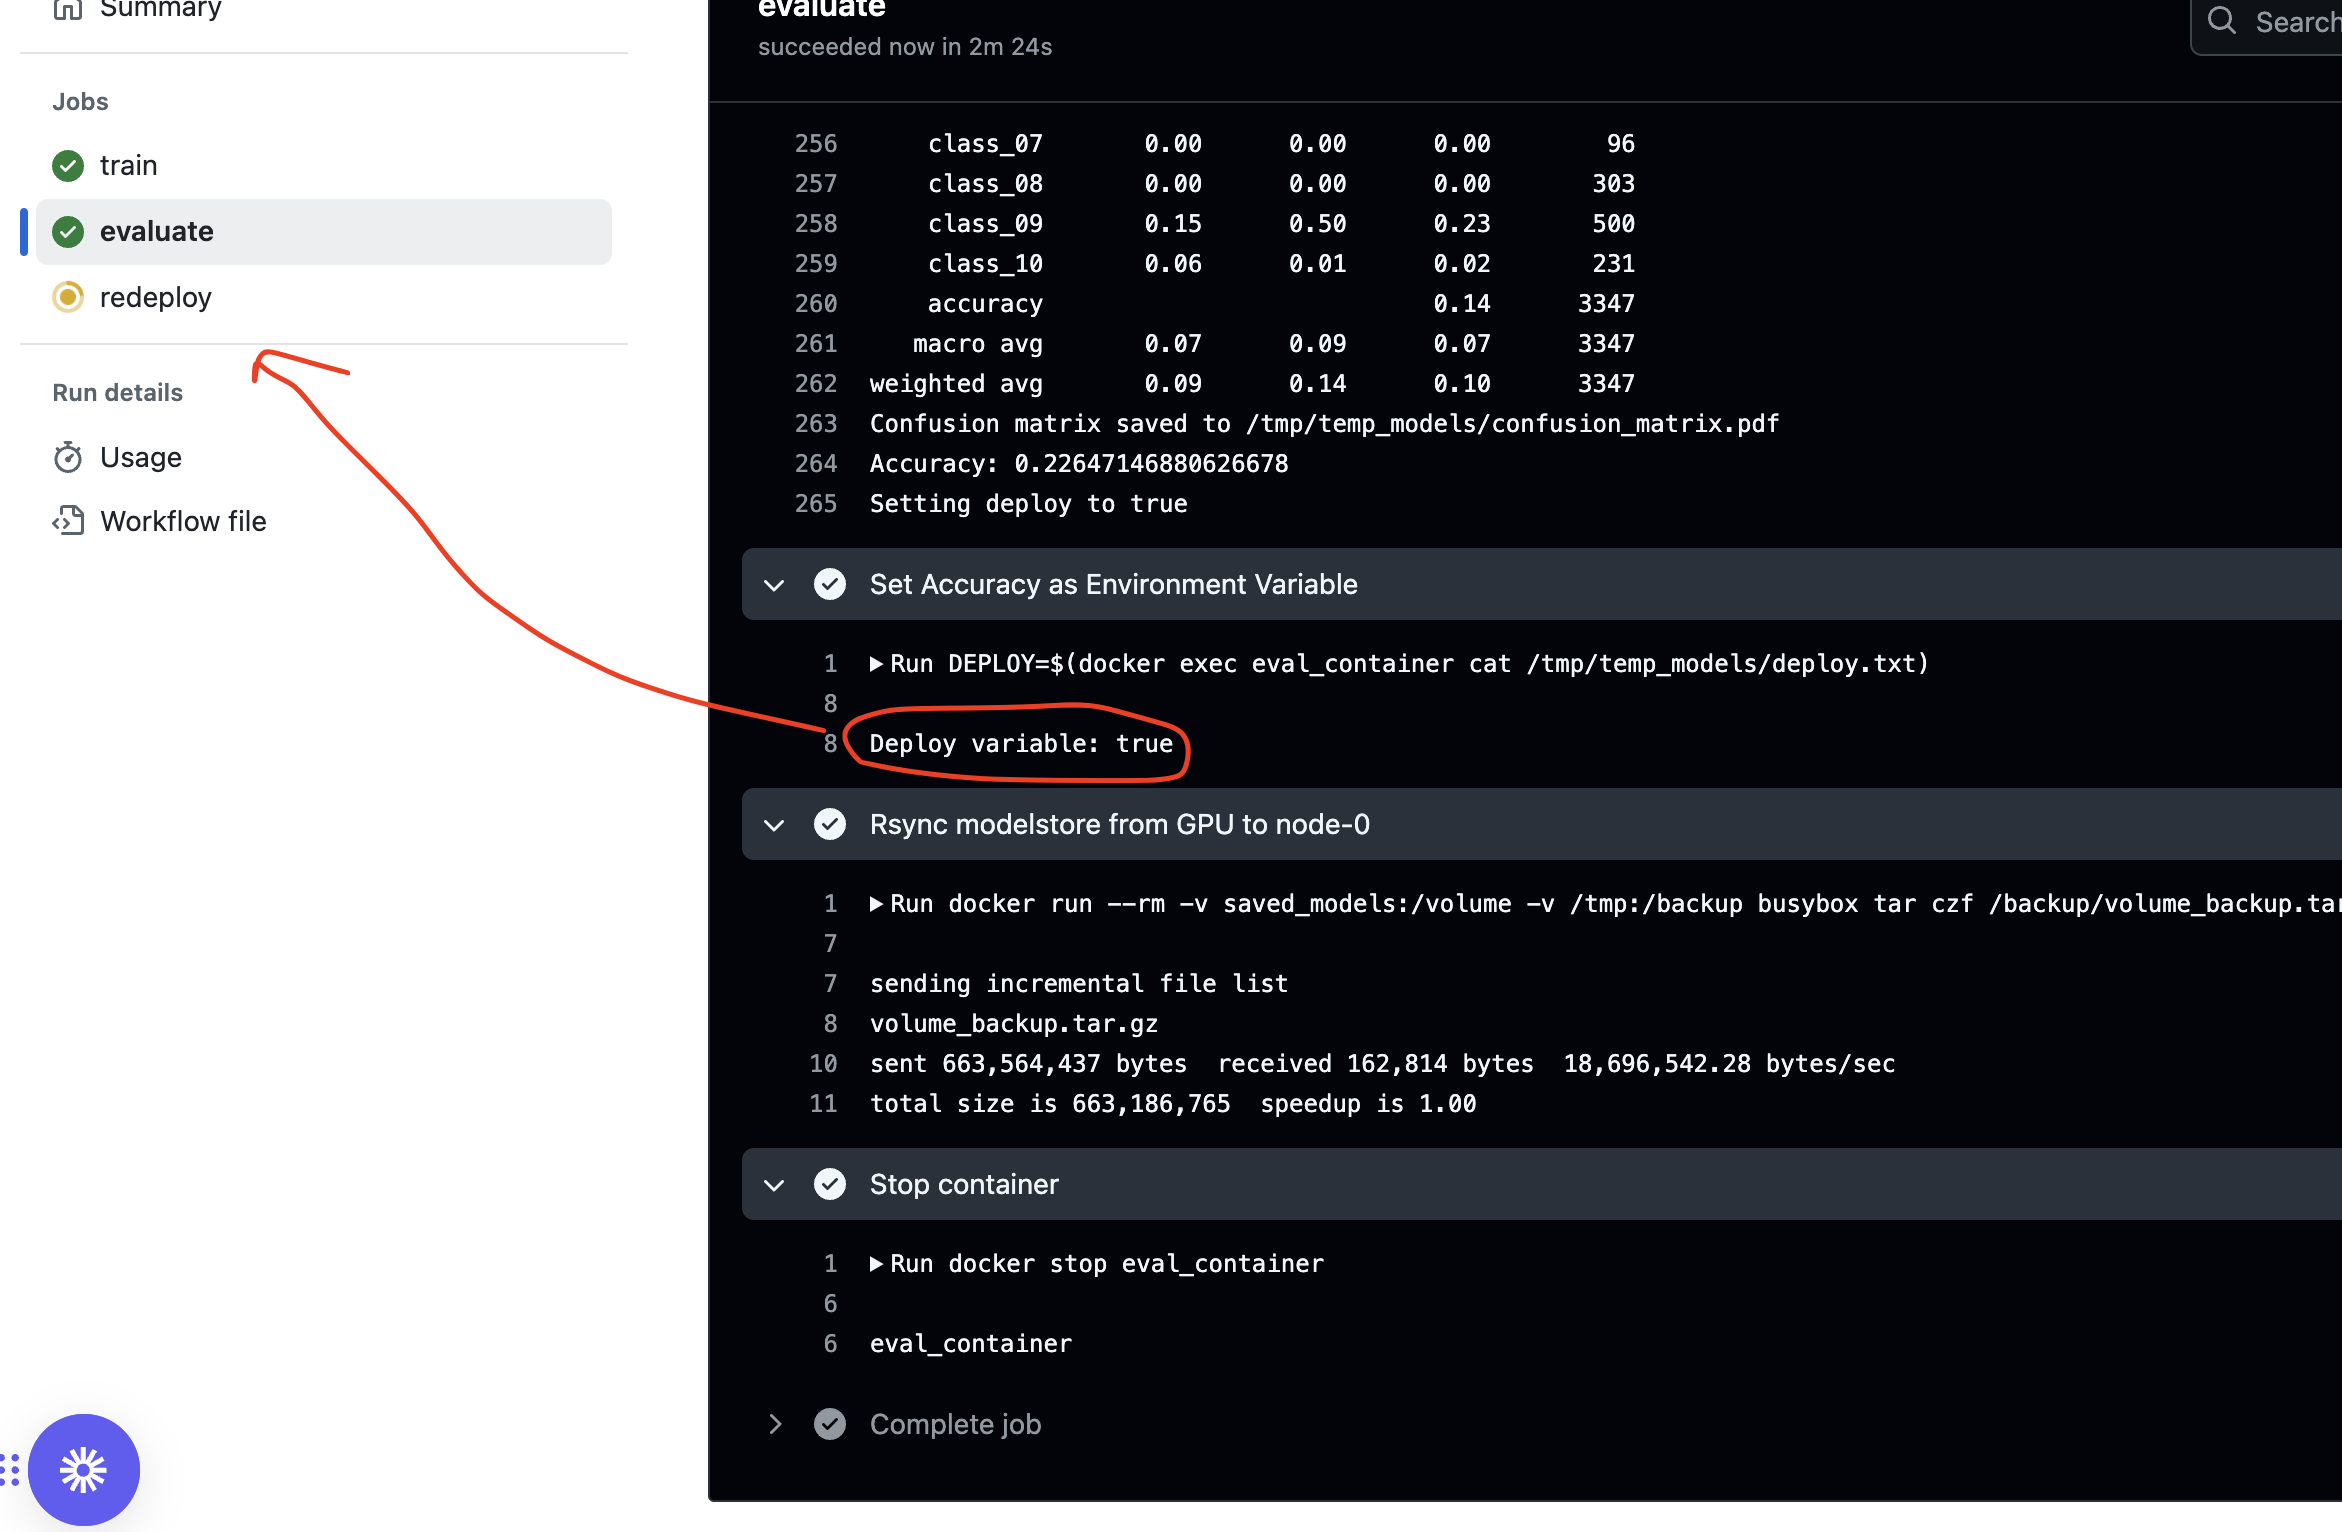 Summary
Jobs
train
evaluate
redeploy
Run details
Usage
Workflow file
evaluate
succeeded now in 2m 24s
Search
256 class_07 0.00 0.00 0.00 96
257 class_08 0.00 0.00 0.00 303
258 class_09 0.15 0.50 0.23 500
259 class_10 0.06 0.01 0.02 231
260 accuracy 0.14 3347
261 macro avg 0.07 0.09 0.07 3347
262 weighted avg 0.09 0.14 0.10 3347
263 Confusion matrix saved to /tmp/temp_models/confusion_matrix.pdf
264 Accuracy: 0.22647146880626678
265 Setting deploy to true
Set Accuracy as Environment Variable
1 Run DEPLOY=$(docker exec eval_container cat /tmp/temp_models/deploy.txt)
8
8 Deploy variable: true
Rsync modelstore from GPU to node-0
1 Run docker run --rm -v saved_models:/volume -v /tmp:/backup busybox tar czf /backup/volume_backup.tar
7
7 sending incremental file list
8 volume_backup.tar.gz
10 sent 663,564,437 bytes received 162,814 bytes 18,696,542.28 bytes/sec
11 total size is 663,186,765 speedup is 1.00
Stop container
1 Run docker stop eval_container
6
6 eval_container
Complete job